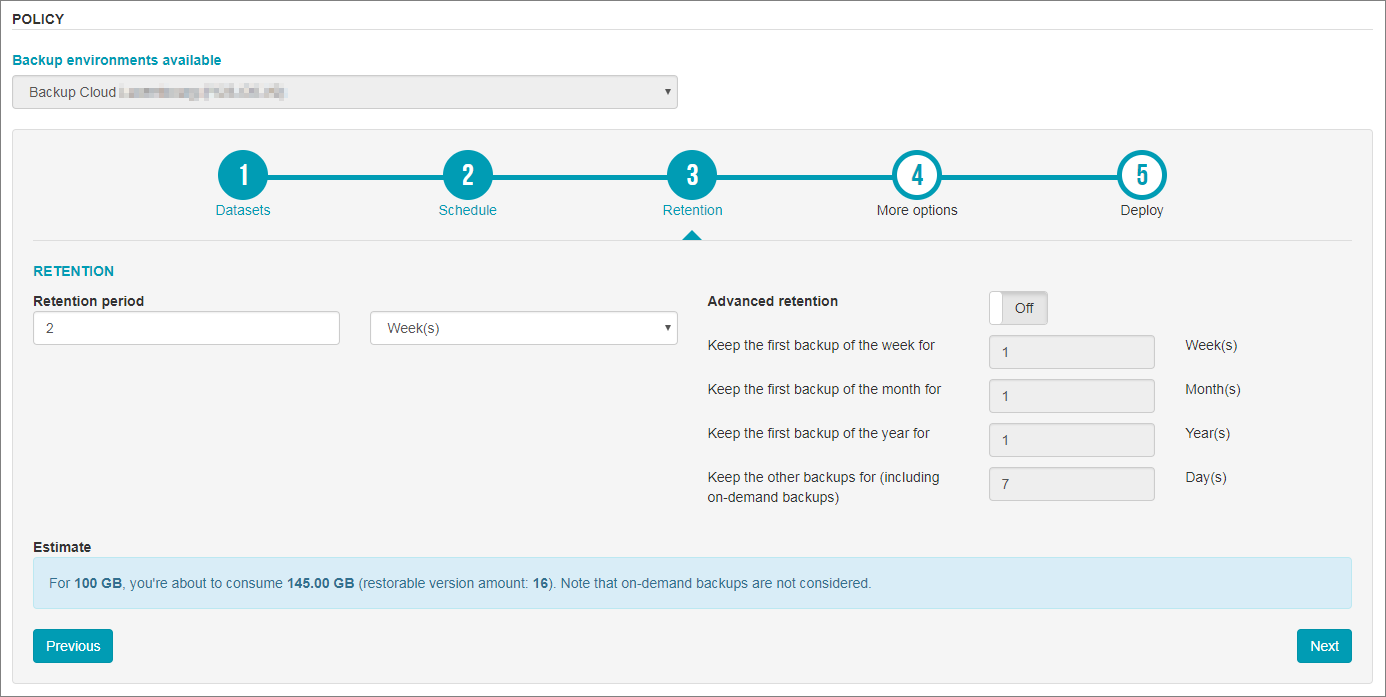 POLICY
Backup environments available
Backup Cloud
1 2 3 4 5
Datasets Schedule Retention More options Deploy
RETENTION
Retention period
2 Week(s)
Advanced retention Off
Keep the first backup of the week for 1 Week(s)
Keep the first backup of the month for 1 Month(s)
Keep the first backup of the year for 1 Year(s)
Keep the other backups for (including 7 Day(s)
on-demand backups)
Estimate
For 100 GB, you're about to consume 145.00 GB (restorable version amount: 16). Note that on-demand backups are not considered.
Previous Next